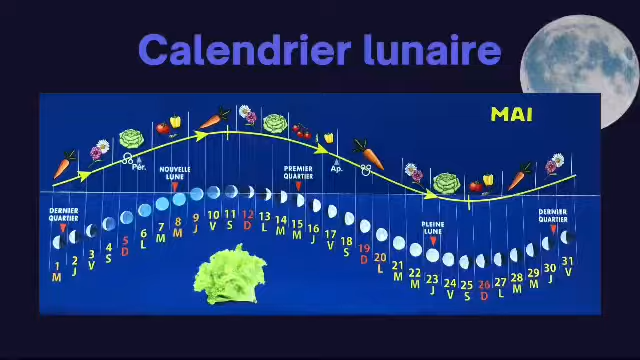 Calendrier lunaire
MAI
Pér.
Ap.
NOUVELLE
LUNE
PREMIER
QUARTIER
DERNIER
QUARTIER
PLEINE
LUNE
DERNIER
QUARTIER
1 2 3 4 5 6 7 8 9 10 11 12 13 14 15 16 17 18 19 20 21 22 23 24 25 26 27 28 29 30 31
M J V S D L M M J V S D L M M J V S D L M M J V S D L M M J V